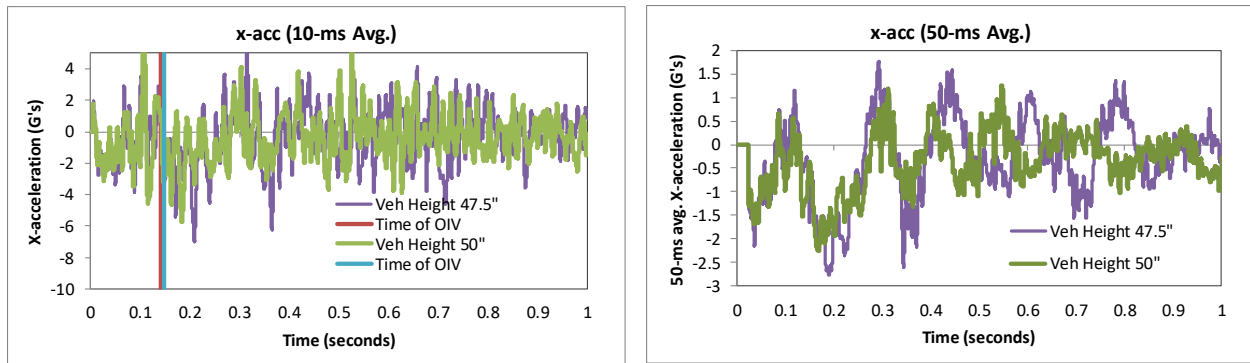 x-acc (10-ms Avg.)
X-acceleration (G's)
4
2
0
-2
-4
-6
-8
-10
0 0.1 0.2 0.3 0.4 0.5 0.6 0.7 0.8 0.9 1
Time (seconds)
Veh Height 47.5"
Time of OIV
Veh Height 50"
Time of OIV
x-acc (50-ms Avg.)
50-ms avg. X-acceleration (G's)
2
1.5
1
0.5
0
-0.5
-1
-1.5
-2
-2.5
-3
0 0.1 0.2 0.3 0.4 0.5 0.6 0.7 0.8 0.9 1
Time (seconds)
Veh Height 47.5"
Veh Height 50"